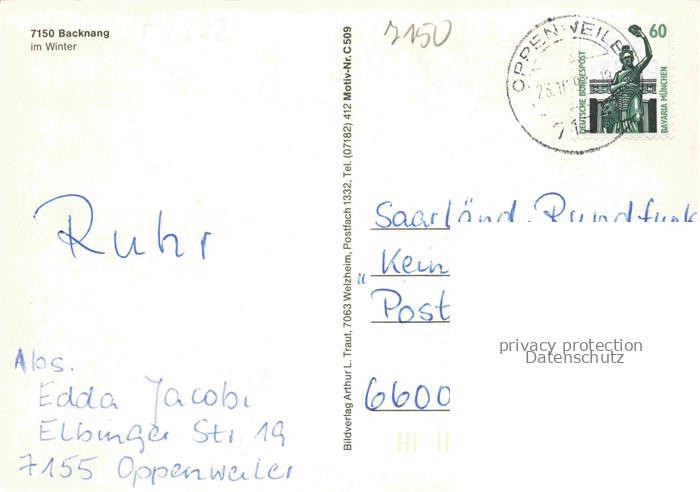 7150 Backnang
im Winter
7150
OPPENWEILER
71
60
DEUTSCHE BUNDESPOST
BAVARIA MÜNCHEN
Ruhr
Abs.
Edda Jacobi
Elbinger Str. 19
7155 Oppenweiler
Bildverlag Arthur L. Traut, 7063 Welzheim, Postfach 1332, Tel. (07182) 412 Motiv-Nr. C 509
Saarländ. Rundfunk
„Kein
Post
6600
privacy protection
Datenschutz